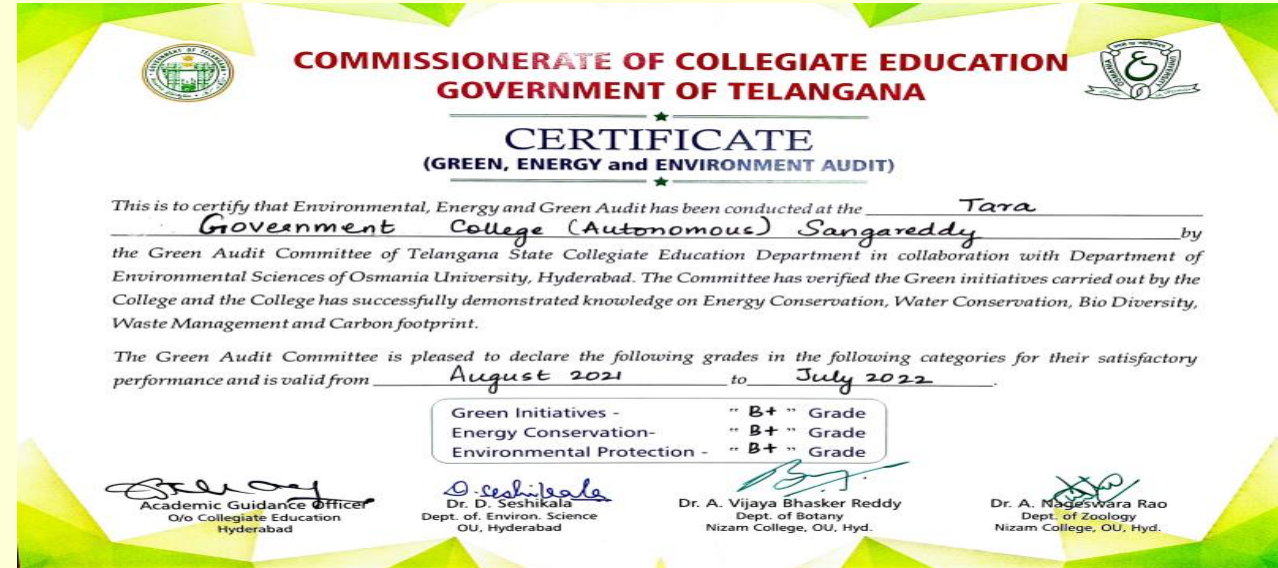 COMMISSIONERATE OF COLLEGIATE EDUCATION
GOVERNMENT OF TELANGANA
CERTIFICATE
(GREEN, ENERGY and ENVIRONMENT AUDIT)
This is to certify that Environmental, Energy and Green Audit has been conducted at the Tara
Government College (Autonomous) Sangareddy by
the Green Audit Committee of Telangana State Collegiate Education Department in collaboration with Department of
Environmental Sciences of Osmania University, Hyderabad. The Committee has verified the Green initiatives carried out by the
College and the College has successfully demonstrated knowledge on Energy Conservation, Water Conservation, Bio Diversity,
Waste Management and Carbon footprint.
The Green Audit Committee is pleased to declare the following grades in the following categories for their satisfactory
performance and is valid from August 2021 to July 2022.
Green Initiatives - "B+" Grade
Energy Conservation- "B+" Grade
Environmental Protection - "B+" Grade
D. Seshikala
Academic Guidance Officer Dr. D. Seshikala Dr. A. Vijaya Bhasker Reddy Dr. A. Nageswara Rao
O/o Collegiate Education Dept. of. Environ. Science Dept. of Botany Dept. of Zoology
Hyderabad OU, Hyderabad Nizam College, OU, Hyd. Nizam College, OU, Hyd.